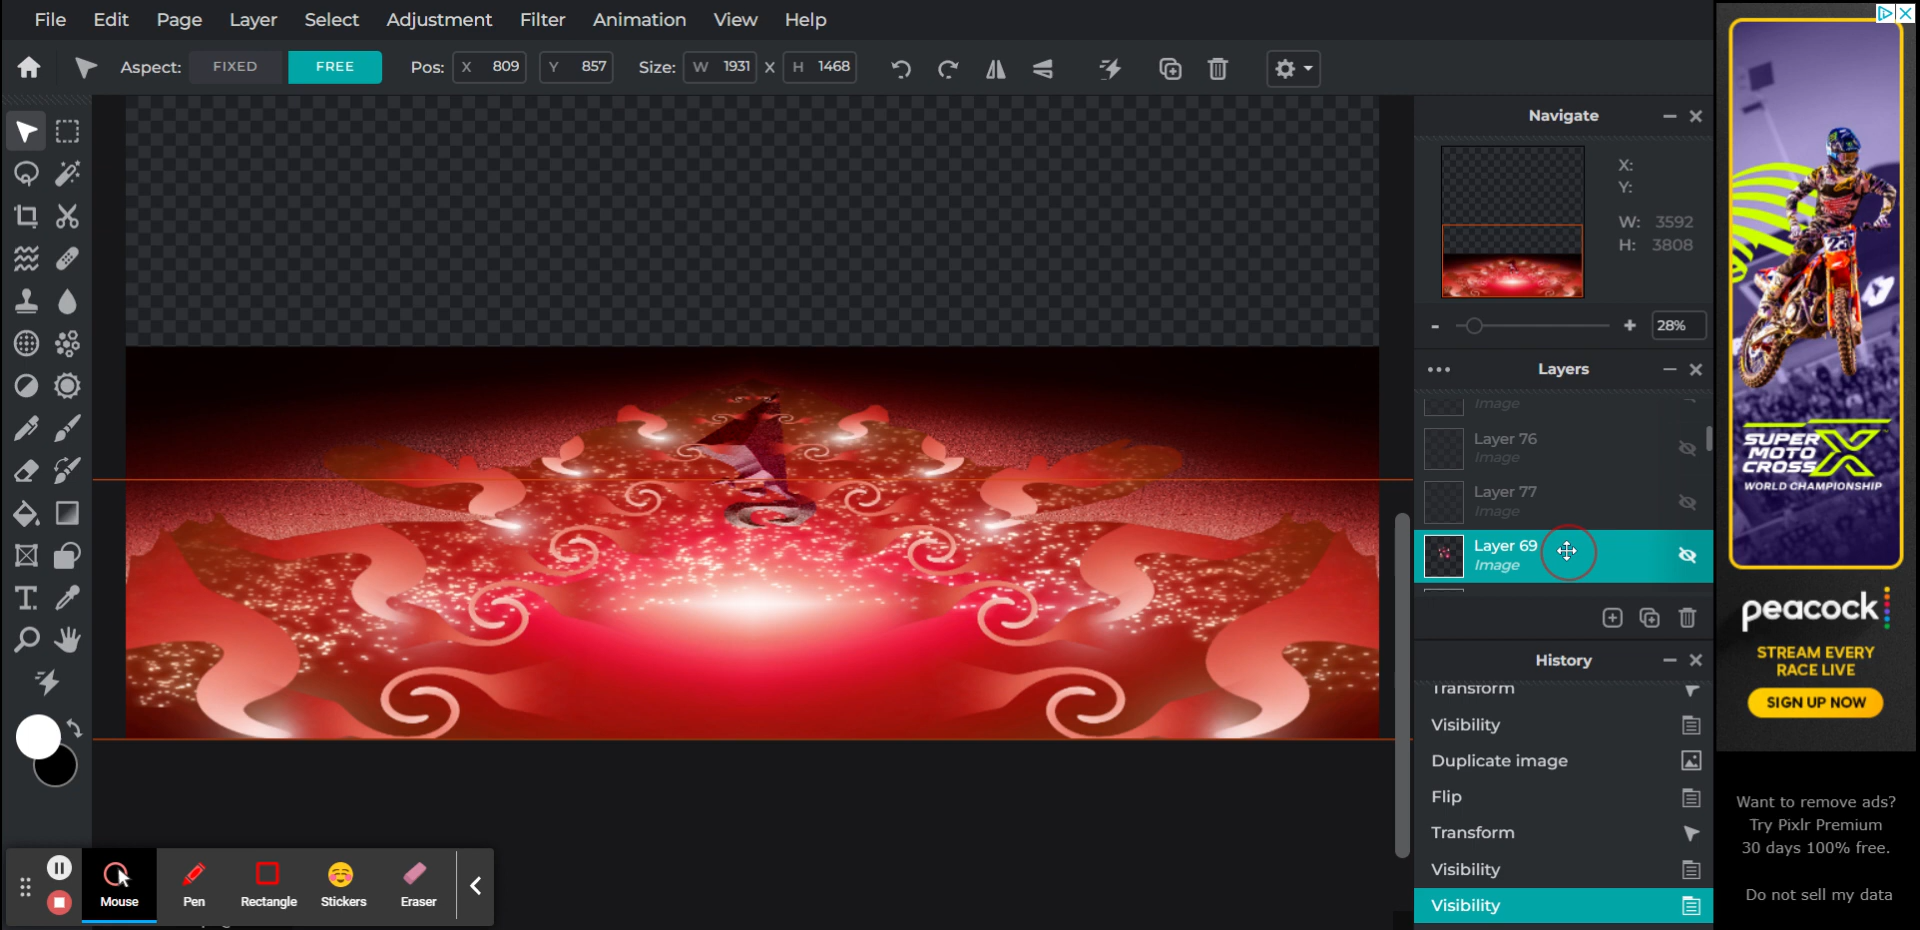 File Edit Page Layer Select Adjustment Filter Animation View Help
Aspect: FIXED FREE Pos: X 809 Y 857 Size: W 1931 X H 1468
Navigate
X:
Y:
W: 3592
H: 3808
- + 28%
Layers
Image
Layer 76
Image
Layer 77
Image
Layer 69
Image
History
Transform
Visibility
Duplicate image
Flip
Transform
Visibility
Visibility
Mouse Pen Rectangle Stickers Eraser
23
SUPER
MOTO
CROSS
WORLD CHAMPIONSHIP
peacock
STREAM EVERY
RACE LIVE
SIGN UP NOW
Want to remove ads?
Try Pixlr Premium
30 days 100% free.
Do not sell my data